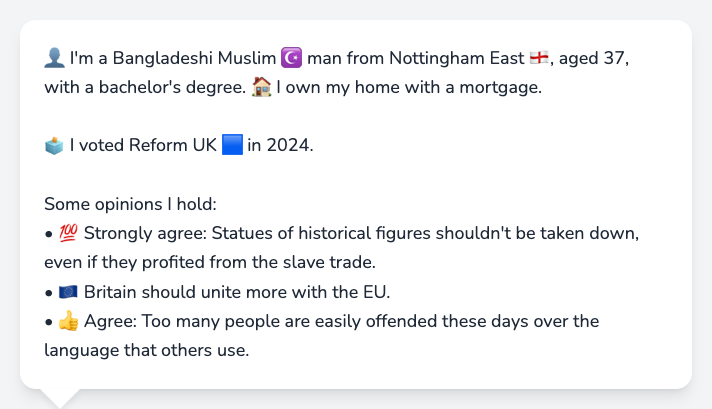 👤 I'm a Bangladeshi Muslim ☪️ man from Nottingham East 🏴󠁧󠁢󠁥󠁮󠁧󠁿, aged 37,
with a bachelor's degree. 🏠 I own my home with a mortgage.
🗳️ I voted Reform UK 🟦 in 2024.
Some opinions I hold:
• 💯 Strongly agree: Statues of historical figures shouldn't be taken down,
even if they profited from the slave trade.
• 🇪🇺 Britain should unite more with the EU.
• 👍 Agree: Too many people are easily offended these days over the
language that others use.